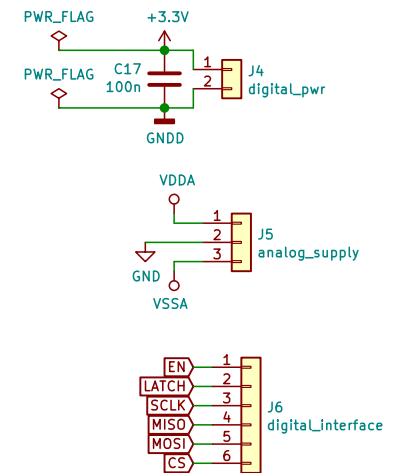 PWR_FLAG
+3.3V
C17
100n
1
2
J4
digital_pwr
PWR_FLAG
GNDD
VDDA
1
2
3
J5
analog_supply
GND
VSSA
EN 1
LATCH 2
SCLK 3
MISO 4
MOSI 5
CS 6
J6
digital_interface